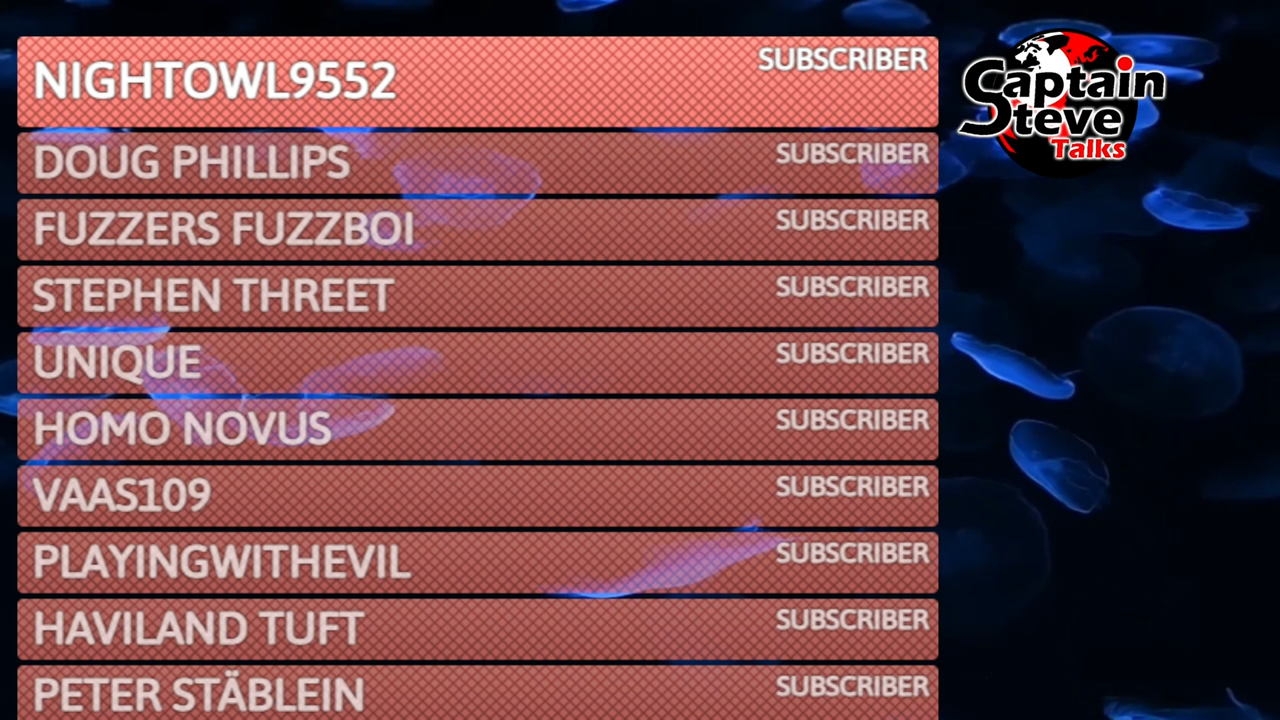 NIGHTOWL9552 SUBSCRIBER
DOUG PHILLIPS SUBSCRIBER
FUZZERS FUZZBOI SUBSCRIBER
STEPHEN THREET SUBSCRIBER
UNIQUE SUBSCRIBER
HOMO NOVUS SUBSCRIBER
VAAS109 SUBSCRIBER
PLAYINGWITHEVIL SUBSCRIBER
HAVILAND TUFT SUBSCRIBER
PETER STÄBLEIN SUBSCRIBER
Captain
Steve
Talks